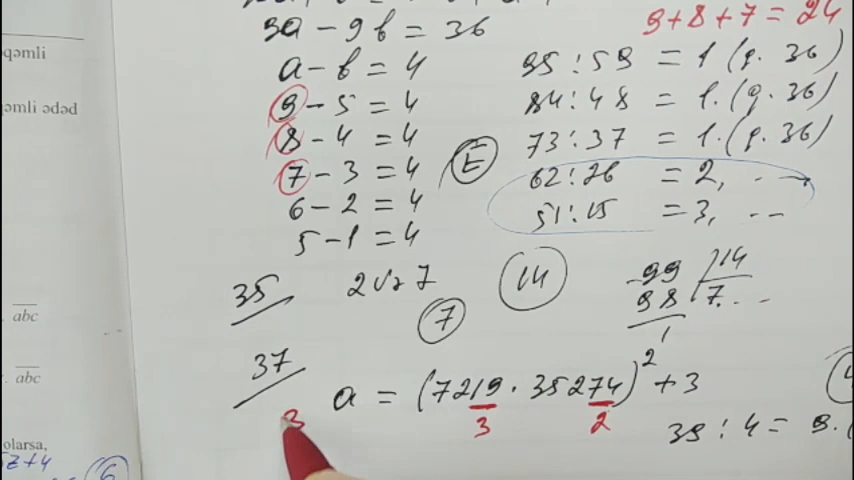 9+8+7=24
3a-9b=36
a-b=4
9-5=4
8-4=4
7-3=4
6-2=4
5-1=4
E
95:59=1(q.36)
84:48=1.(q.36)
73:37=1.(q.36)
62:26=2, ...
51:15=3, --
35
2 və 7
14
7
99 14
98 7...
1
37
a=(7219·35274)²+3
3
2
3
39:4=9.(
qəmli
əmli ədəd
abc
abc
olarsa,
5z+4
6